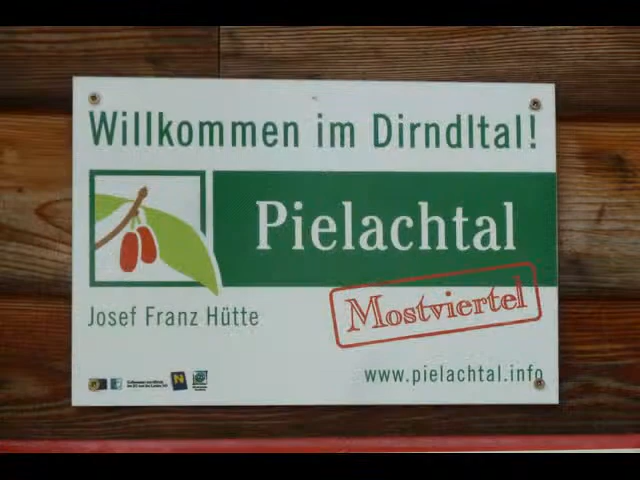 Willkommen im Dirndltal!
Pielachtal
Mostviertel
Josef Franz Hütte
www.pielachtal.info
N